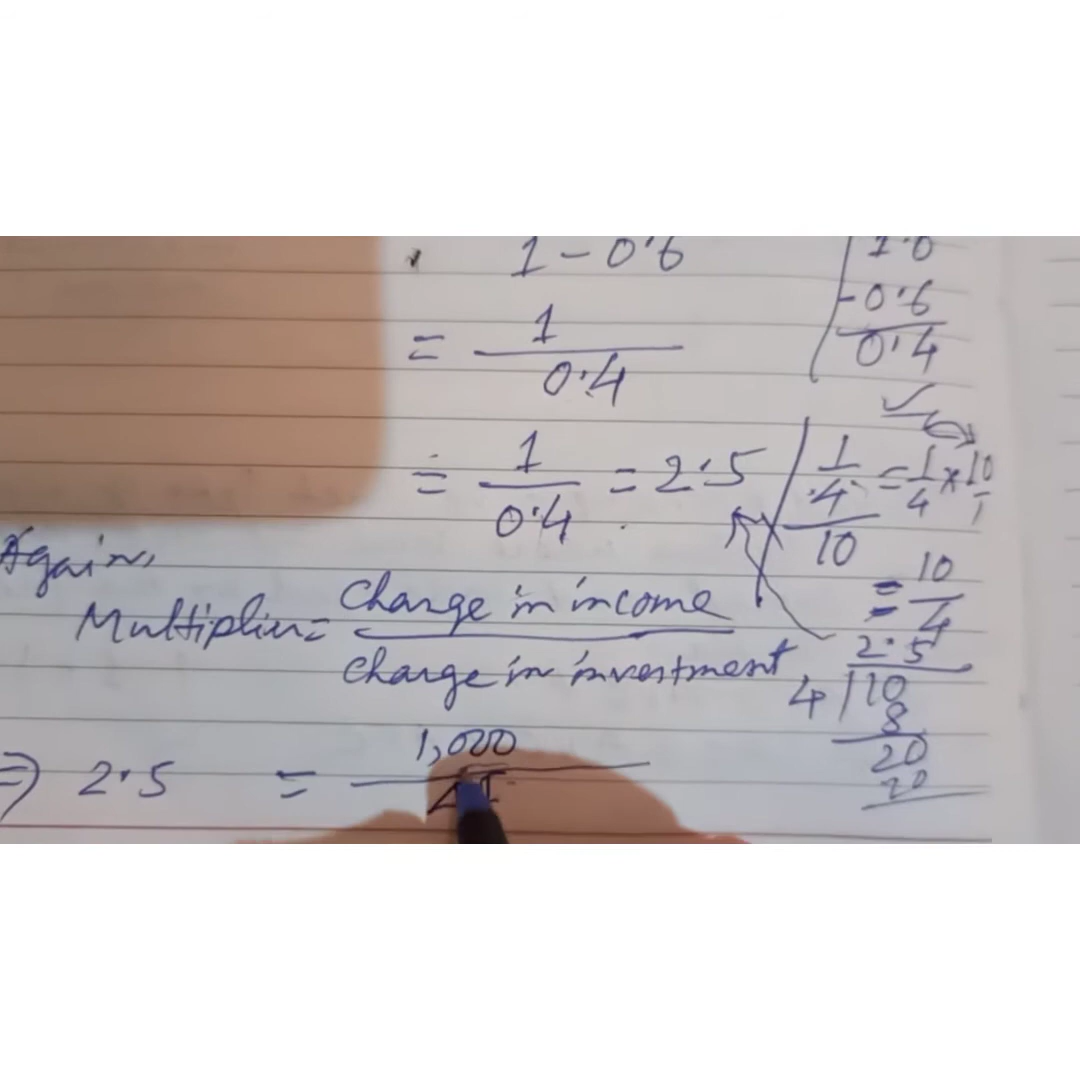 1 - 0.6
= 1
0.4
= 1 = 2.5
0.4
1.0
-0.6
0.4
1 = 1 × 10
4 4 1
10
= 10
= 4
2.5
4 10
8
20
20
Again,
Multiplier = Change in income
Change in investment
⇒ 2.5 = 1,000
ΔI